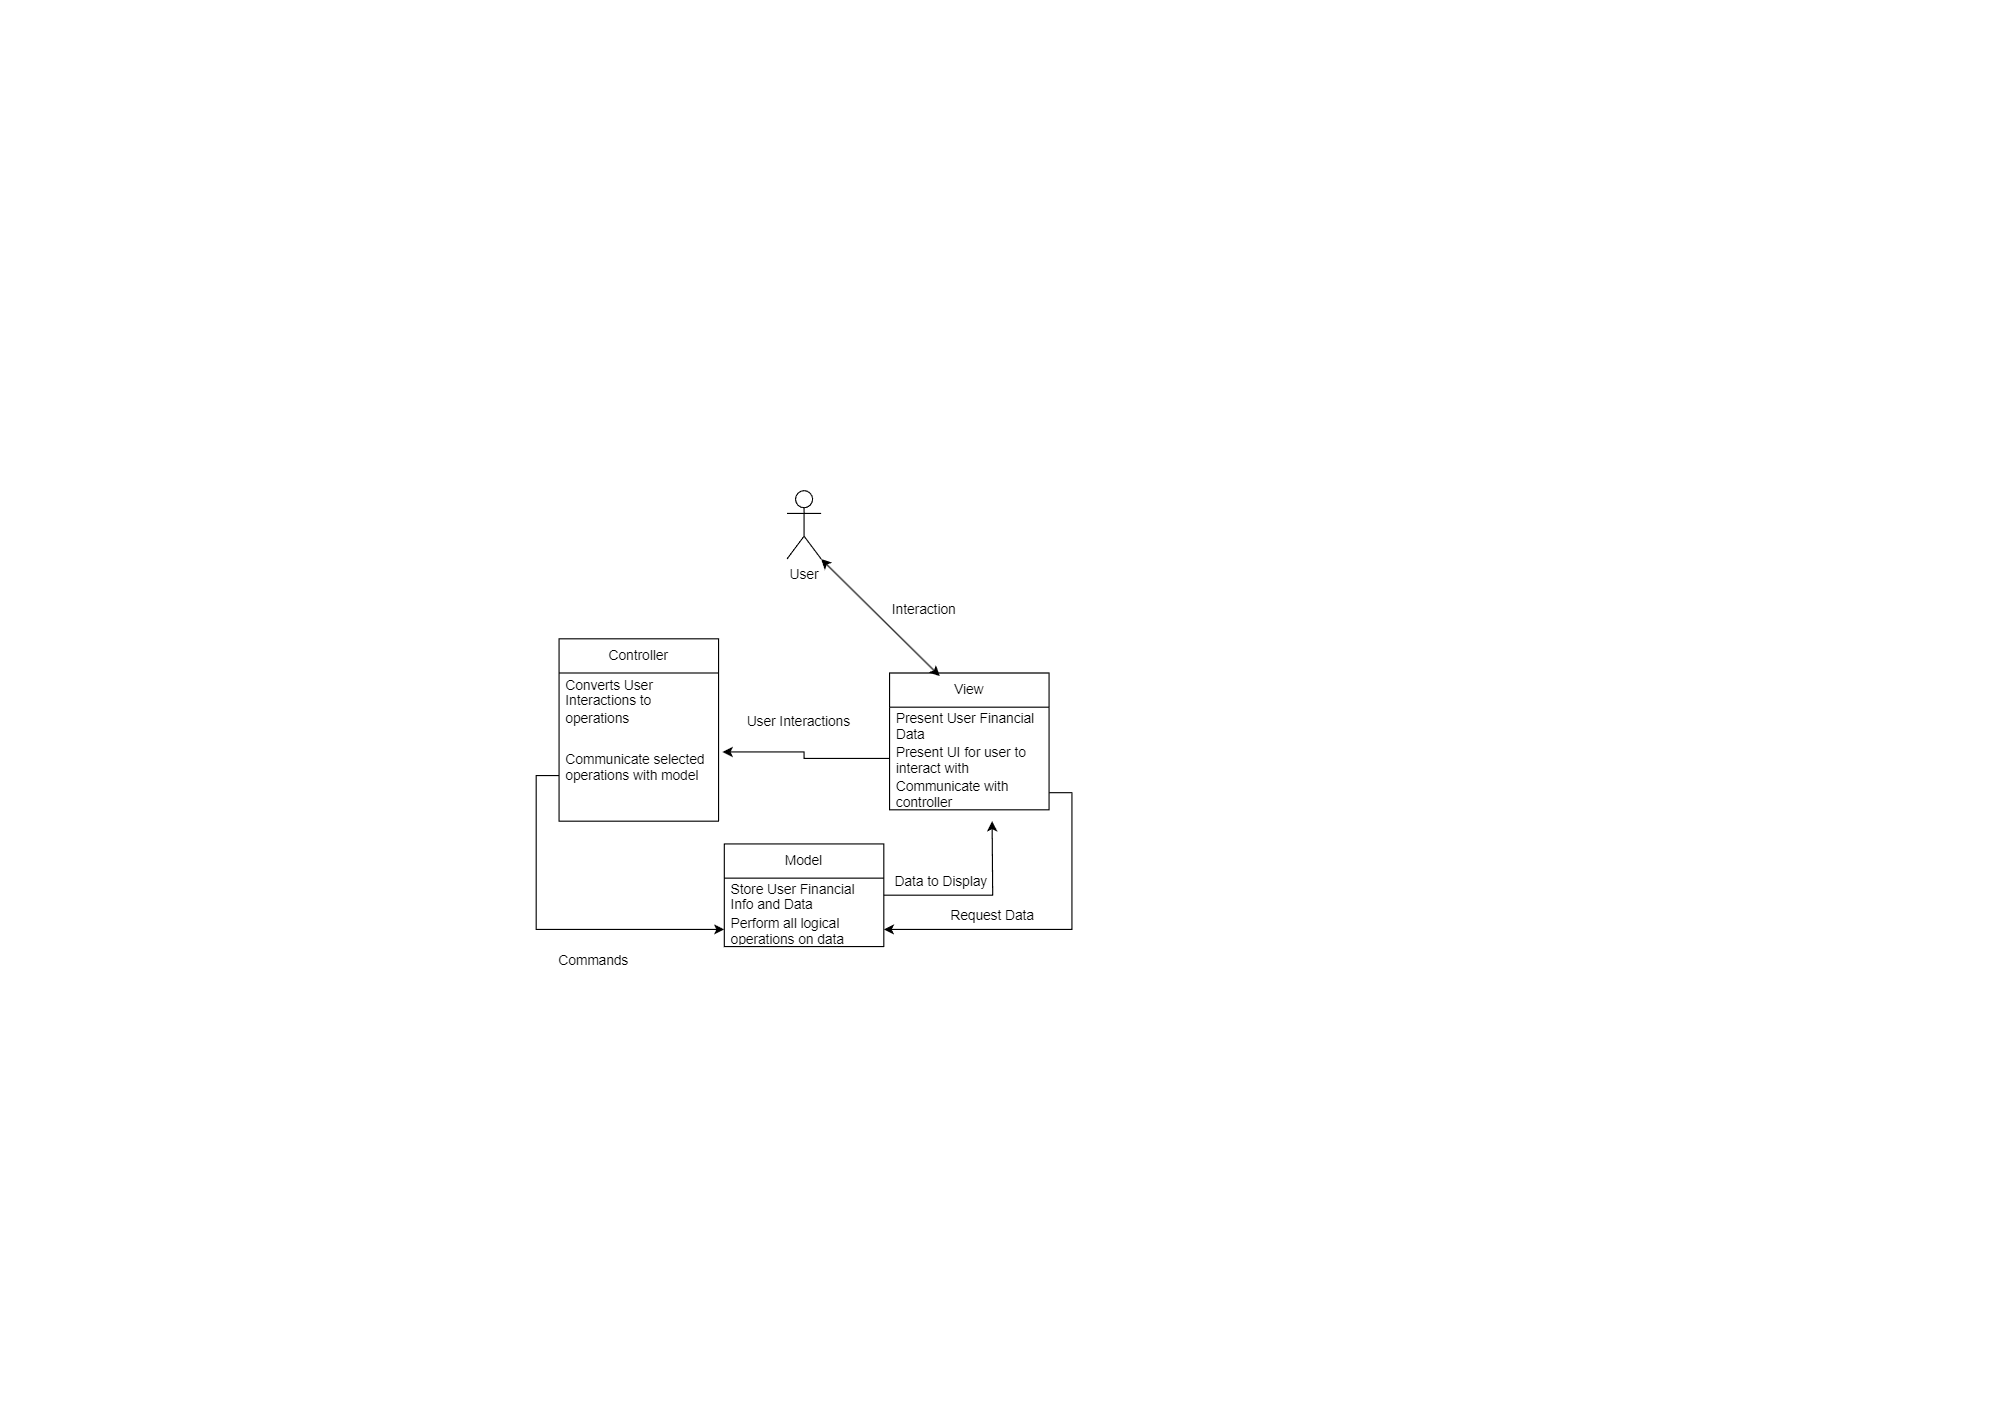 User
Interaction
Controller
Converts User
Interactions to
operations
Communicate selected
operations with model
User Interactions
View
Present User Financial
Data
Present UI for user to
interact with
Communicate with
controller
Model
Store User Financial
Info and Data
Perform all logical
operations on data
Data to Display
Request Data
Commands